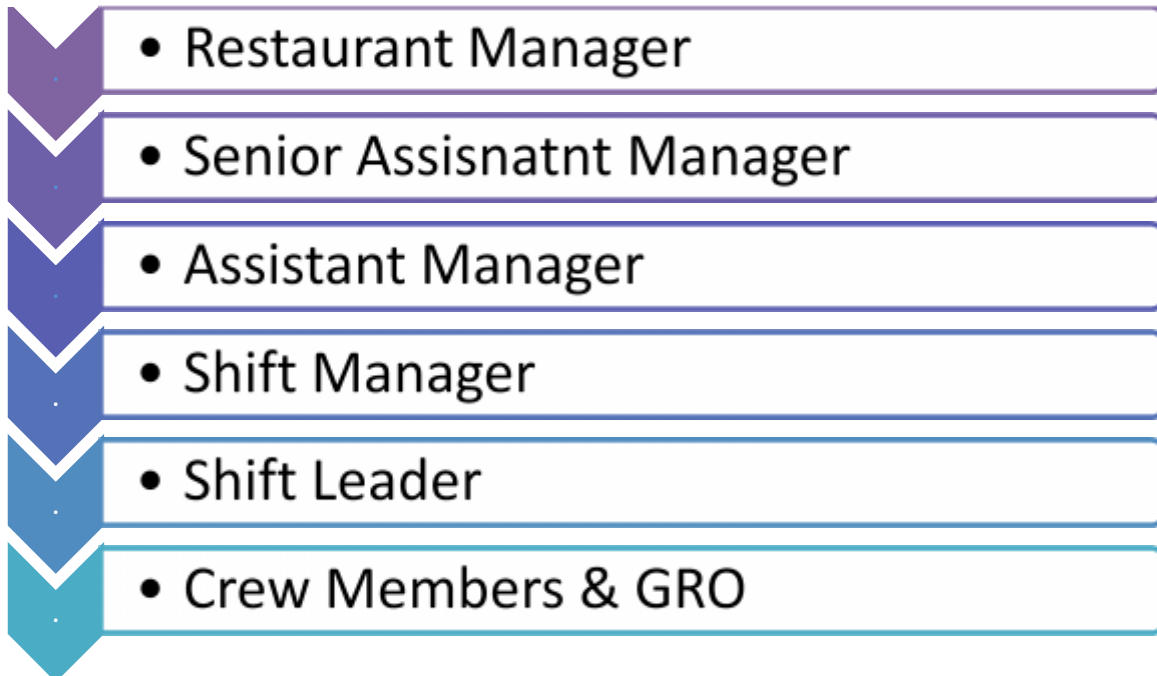 • Restaurant Manager
• Senior Assisnatnt Manager
• Assistant Manager
• Shift Manager
• Shift Leader
• Crew Members & GRO